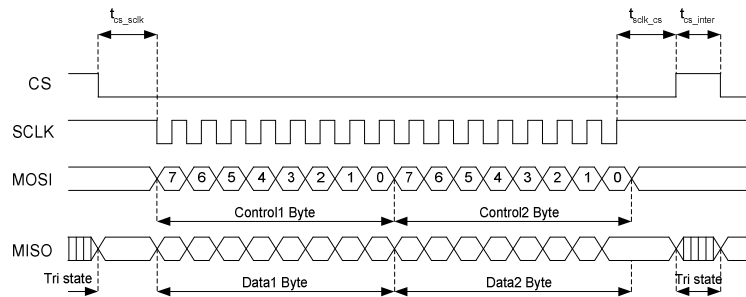 tcs_sclk tsclk_cs tcs_inter
CS
SCLK
MOSI 7 6 5 4 3 2 1 0 7 6 5 4 3 2 1 0
Control1 Byte Control2 Byte
MISO
Tri state Data1 Byte Data2 Byte Tri state